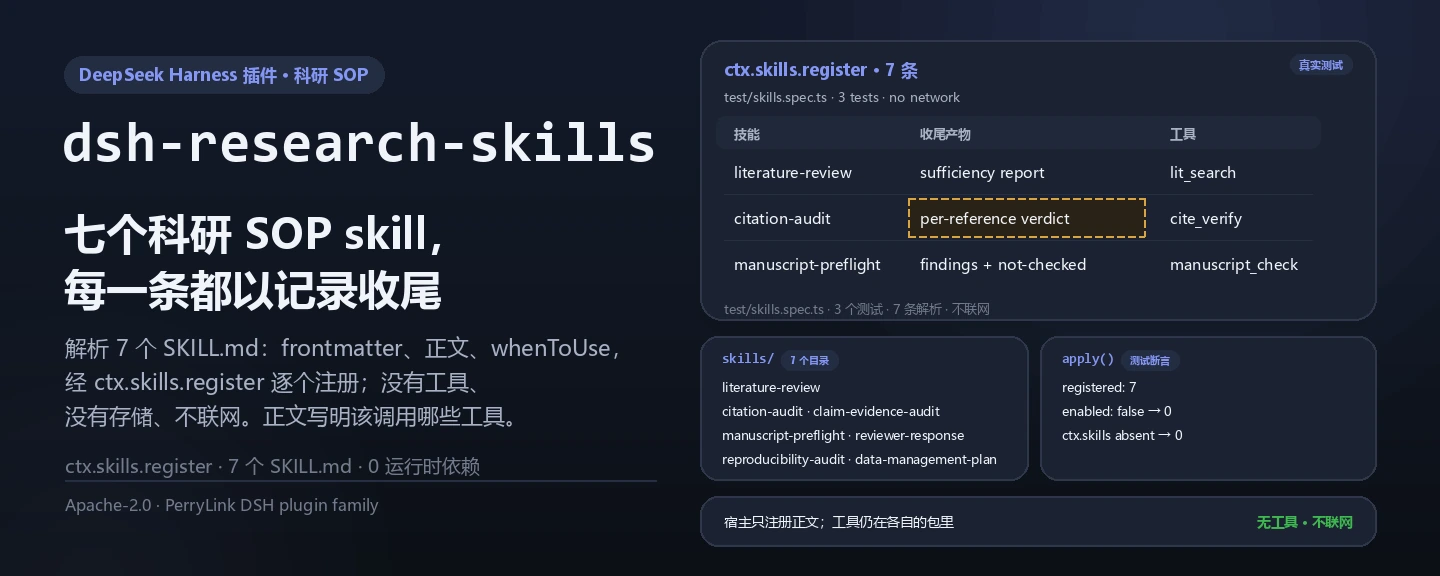 DeepSeek Harness 插件 • 科研 SOP
dsh-research-skills
七个科研 SOP skill，
每一条都以记录收尾
解析 7 个 SKILL.md：frontmatter、正文、whenToUse，
经 ctx.skills.register 逐个注册；没有工具、
没有存储、不联网。正文写明该调用哪些工具。
ctx.skills.register · 7 个 SKILL.md · 0 运行时依赖
Apache-2.0 · PerryLink DSH plugin family
ctx.skills.register • 7 条
真实测试
test/skills.spec.ts · 3 tests · no network
技能 收尾产物 工具
literature-review sufficiency report lit_search
citation-audit per-reference verdict cite_verify
manuscript-preflight findings + not-checked manuscript_check
test/skills.spec.ts · 3 个测试 · 7 条解析 · 不联网
skills/ 7 个目录
literature-review
citation-audit · claim-evidence-audit
manuscript-preflight · reviewer-response
reproducibility-audit · data-management-plan
apply() 测试断言
registered: 7
enabled: false → 0
ctx.skills absent → 0
宿主只注册正文；工具仍在各自的包里
无工具 • 不联网